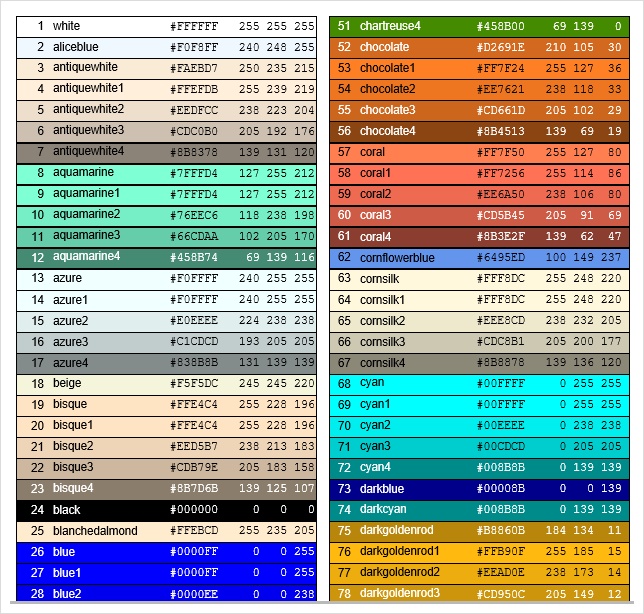 1 white #FFFFFF 255 255 255
2 aliceblue #F0F8FF 240 248 255
3 antiquewhite #FAEBD7 250 235 215
4 antiquewhite1 #FFEFDB 255 239 219
5 antiquewhite2 #EEDFCC 238 223 204
6 antiquewhite3 #CDC0B0 205 192 176
7 antiquewhite4 #8B8378 139 131 120
8 aquamarine #7FFFD4 127 255 212
9 aquamarine1 #7FFFD4 127 255 212
10 aquamarine2 #76EEC6 118 238 198
11 aquamarine3 #66CDAA 102 205 170
12 aquamarine4 #458B74 69 139 116
13 azure #F0FFFF 240 255 255
14 azure1 #F0FFFF 240 255 255
15 azure2 #E0EEEE 224 238 238
16 azure3 #C1CDCD 193 205 205
17 azure4 #838B8B 131 139 139
18 beige #F5F5DC 245 245 220
19 bisque #FFE4C4 255 228 196
20 bisque1 #FFE4C4 255 228 196
21 bisque2 #EED5B7 238 213 183
22 bisque3 #CDB79E 205 183 158
23 bisque4 #8B7D6B 139 125 107
24 black #000000 0 0 0
25 blanchedalmond #FFEBCD 255 235 205
26 blue #0000FF 0 0 255
27 blue1 #0000FF 0 0 255
28 blue2 #0000EE 0 0 238
51 chartreuse4 #458B00 69 139 0
52 chocolate #D2691E 210 105 30
53 chocolate1 #FF7F24 255 127 36
54 chocolate2 #EE7621 238 118 33
55 chocolate3 #CD661D 205 102 29
56 chocolate4 #8B4513 139 69 19
57 coral #FF7F50 255 127 80
58 coral1 #FF7256 255 114 86
59 coral2 #EE6A50 238 106 80
60 coral3 #CD5B45 205 91 69
61 coral4 #8B3E2F 139 62 47
62 cornflowerblue #6495ED 100 149 237
63 cornsilk #FFF8DC 255 248 220
64 cornsilk1 #FFF8DC 255 248 220
65 cornsilk2 #EEE8CD 238 232 205
66 cornsilk3 #CDC8B1 205 200 177
67 cornsilk4 #8B8878 139 136 120
68 cyan #00FFFF 0 255 255
69 cyan1 #00FFFF 0 255 255
70 cyan2 #00EEEE 0 238 238
71 cyan3 #00CDCD 0 205 205
72 cyan4 #008B8B 0 139 139
73 darkblue #00008B 0 0 139
74 darkcyan #008B8B 0 139 139
75 darkgoldenrod #B8860B 184 134 11
76 darkgoldenrod1 #FFB90F 255 185 15
77 darkgoldenrod2 #EEAD0E 238 173 14
78 darkgoldenrod3 #CD950C 205 149 12